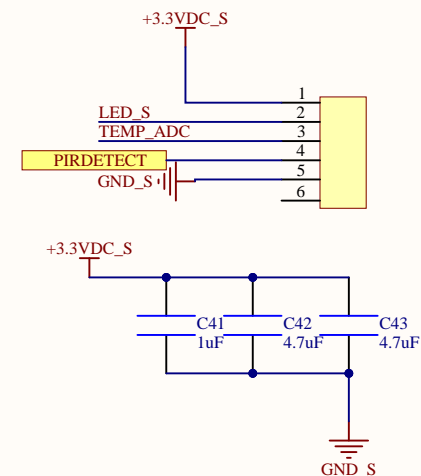 +3.3VDC_S
1
LED_S 2
TEMP_ADC 3
PIRDETECT 4
GND_S 5
6
+3.3VDC_S
C41 C42 C43
1uF 4.7uF 4.7uF
GND_S